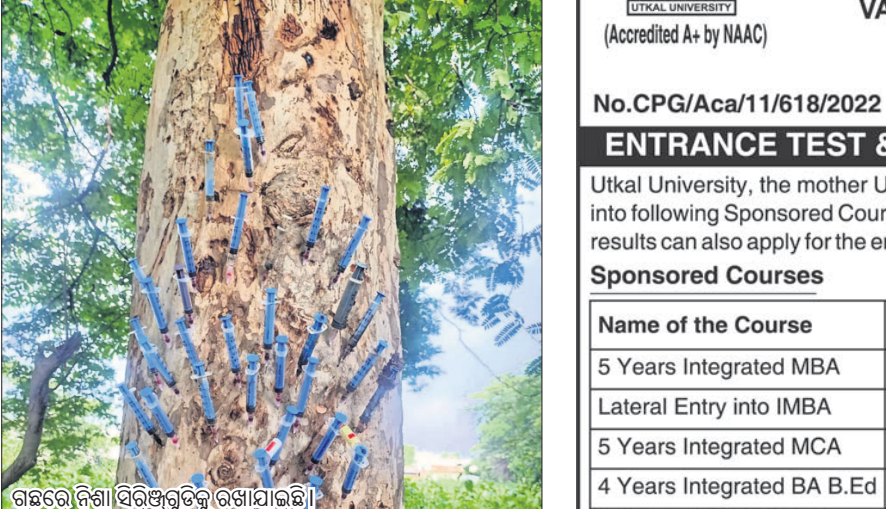 ଗଛରେ ନିଶା ସିରିଞ୍ଜଗୁଡିକୁ ରଖାଯାଇଛି।
UTKAL UNIVERSITY
(Accredited A+ by NAAC)
VA
No.CPG/Aca/11/618/2022
ENTRANCE TEST &
Utkal University, the mother U
into following Sponsored Cour
results can also apply for the e
Sponsored Courses
Name of the Course
5 Years Integrated MBA
Lateral Entry into IMBA
5 Years Integrated MCA
4 Years Integrated BA B.Ed